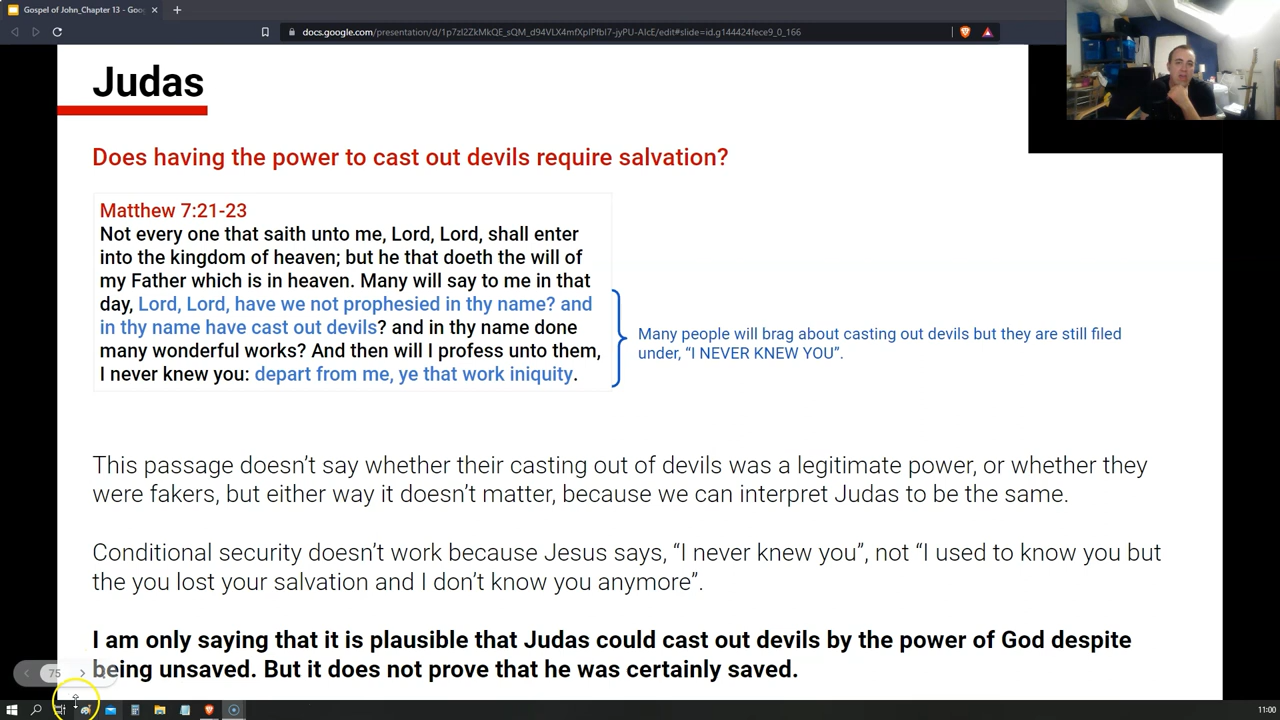 Gospel of John_Chapter 13 - Goo
docs.google.com/presentation/d/1p7zI2ZkMkQE_sQM_d94VLX4mfXpIPfbI7-jyPU-AIcE/edit#slide=id.g144424fece9_0_166
Judas
Does having the power to cast out devils require salvation?
Matthew 7:21-23
Not every one that saith unto me, Lord, Lord, shall enter
into the kingdom of heaven; but he that doeth the will of
my Father which is in heaven. Many will say to me in that
day, Lord, Lord, have we not prophesied in thy name? and
in thy name have cast out devils? and in thy name done
many wonderful works? And then will I profess unto them,
I never knew you: depart from me, ye that work iniquity.
Many people will brag about casting out devils but they are still filed
under, “I NEVER KNEW YOU”.
This passage doesn’t say whether their casting out of devils was a legitimate power, or whether they
were fakers, but either way it doesn’t matter, because we can interpret Judas to be the same.
Conditional security doesn’t work because Jesus says, “I never knew you”, not “I used to know you but
the you lost your salvation and I don’t know you anymore”.
I am only saying that it is plausible that Judas could cast out devils by the power of God despite
being unsaved. But it does not prove that he was certainly saved.
75
11:00